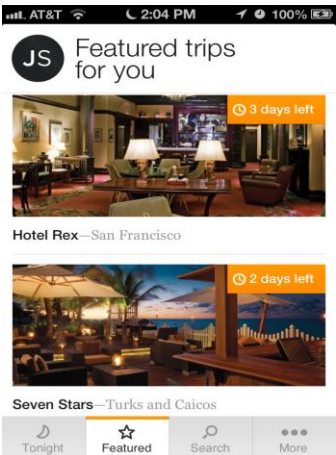 AT&T 2:04 PM 100%
JS
Featured trips
for you
3 days left
Hotel Rex—San Francisco
2 days left
Seven Stars—Turks and Caicos
Tonight Featured Search More